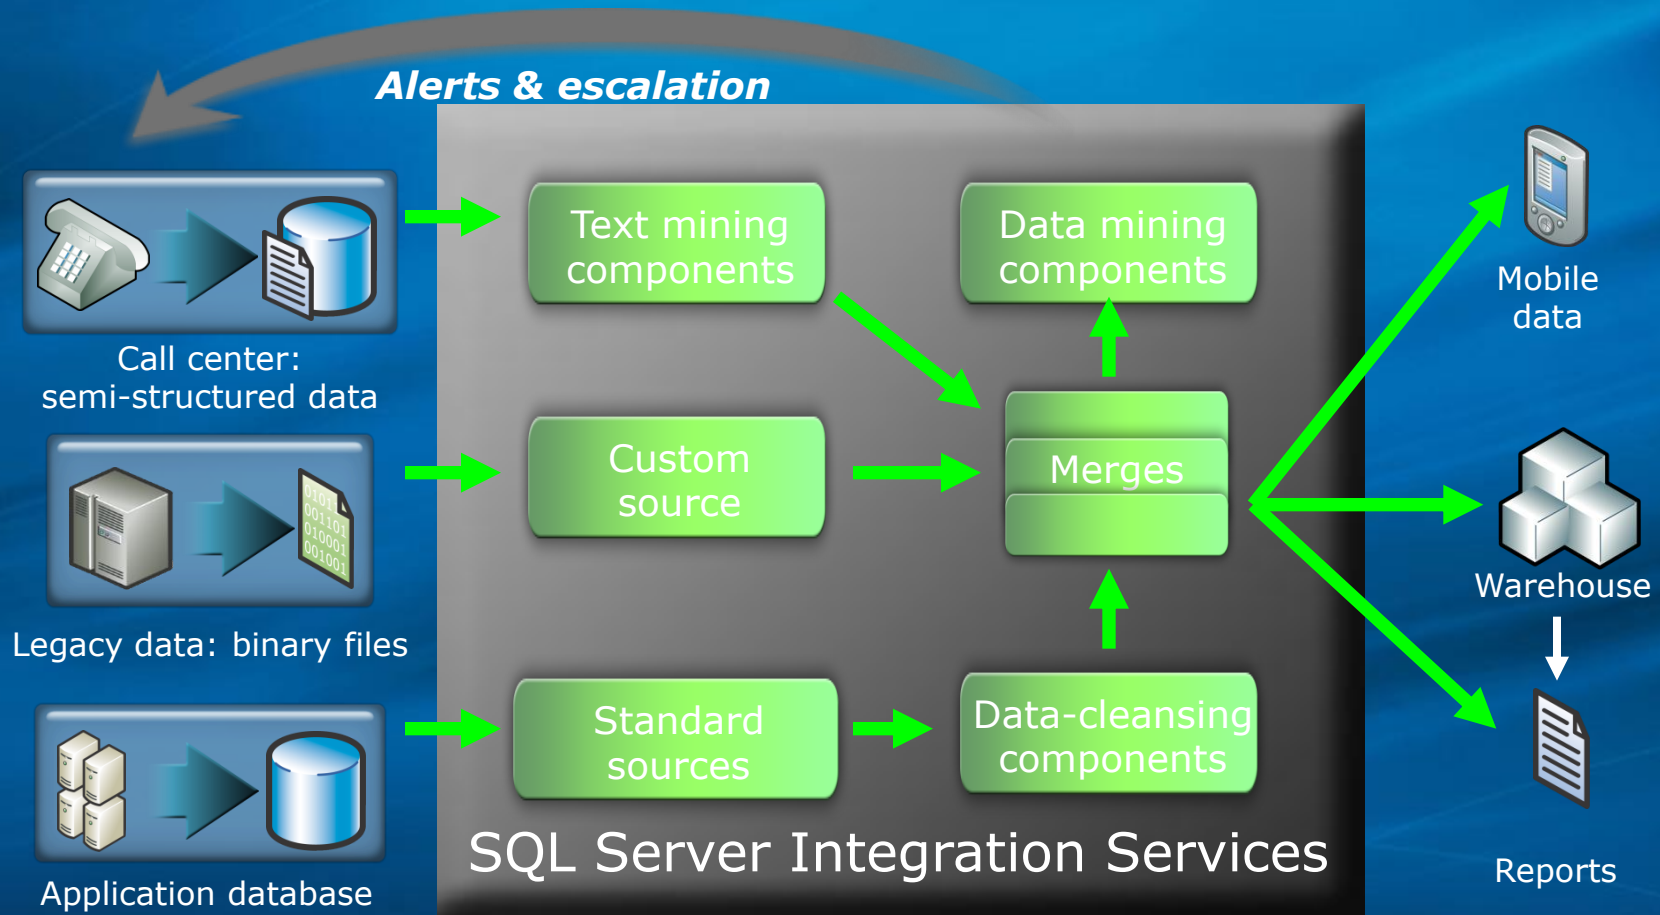 Alerts & escalation
Text mining
components
Data mining
components
Mobile
data
Call center:
semi-structured data
Custom
source
Merges
Warehouse
Legacy data: binary files
Standard
sources
Data-cleansing
components
SQL Server Integration Services
Reports
Application database